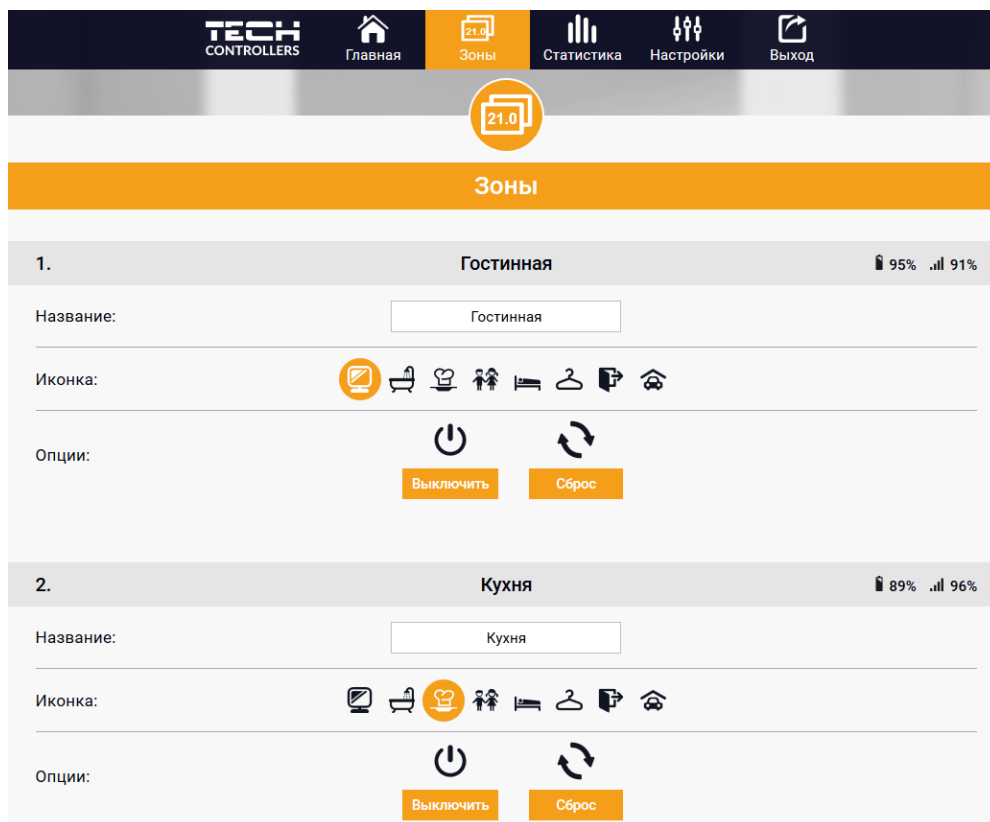 TECH
CONTROLLERS
Главная
21.0
Зоны
Статистика
Настройки
Выход
21.0
Зоны
1. Гостинная 95% 91%
Название: Гостинная
Иконка:
Опции:
Выключить Сброс
2. Кухня 89% 96%
Название: Кухня
Иконка:
Опции:
Выключить Сброс